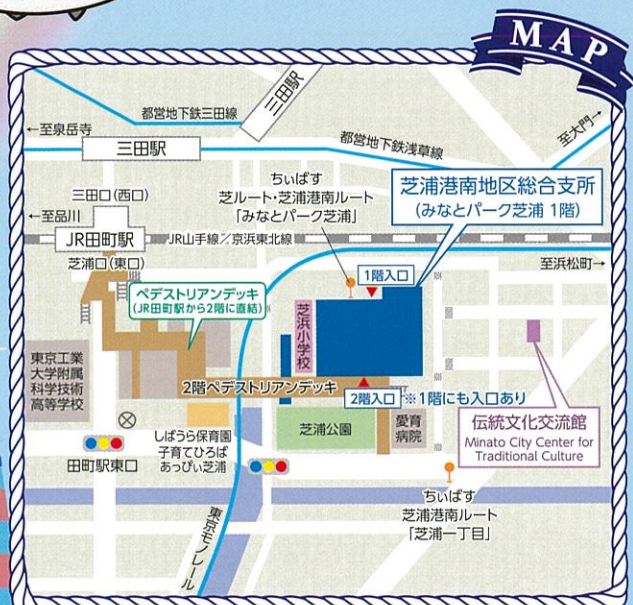 MAP
都営地下鉄三田線
三田駅
←至泉岳寺
三田駅
都営地下鉄浅草線
至大門→
ちぃばす
芝ルート・芝浦港南ルート
「みなとパーク芝浦」
芝浦港南地区総合支所
(みなとパーク芝浦 1階)
三田口(西口)
←至品川
JR田町駅
JR山手線/京浜東北線
芝浦口(東口)
至浜松町→
1階入口
ペデストリアンデッキ
(JR田町駅から2階に直結)
芝浜小学校
東京工業
大学附属
科学技術
高等学校
2階ペデストリアンデッキ
2階入口 ※1階にも入口あり
芝浦公園
愛育
病院
伝統文化交流館
Minato City Center for
Traditional Culture
しばうら保育園
子育てひろば
あっぴぃ芝浦
田町駅東口
東京モノレール
ちぃばす
芝浦港南ルート
「芝浦一丁目」